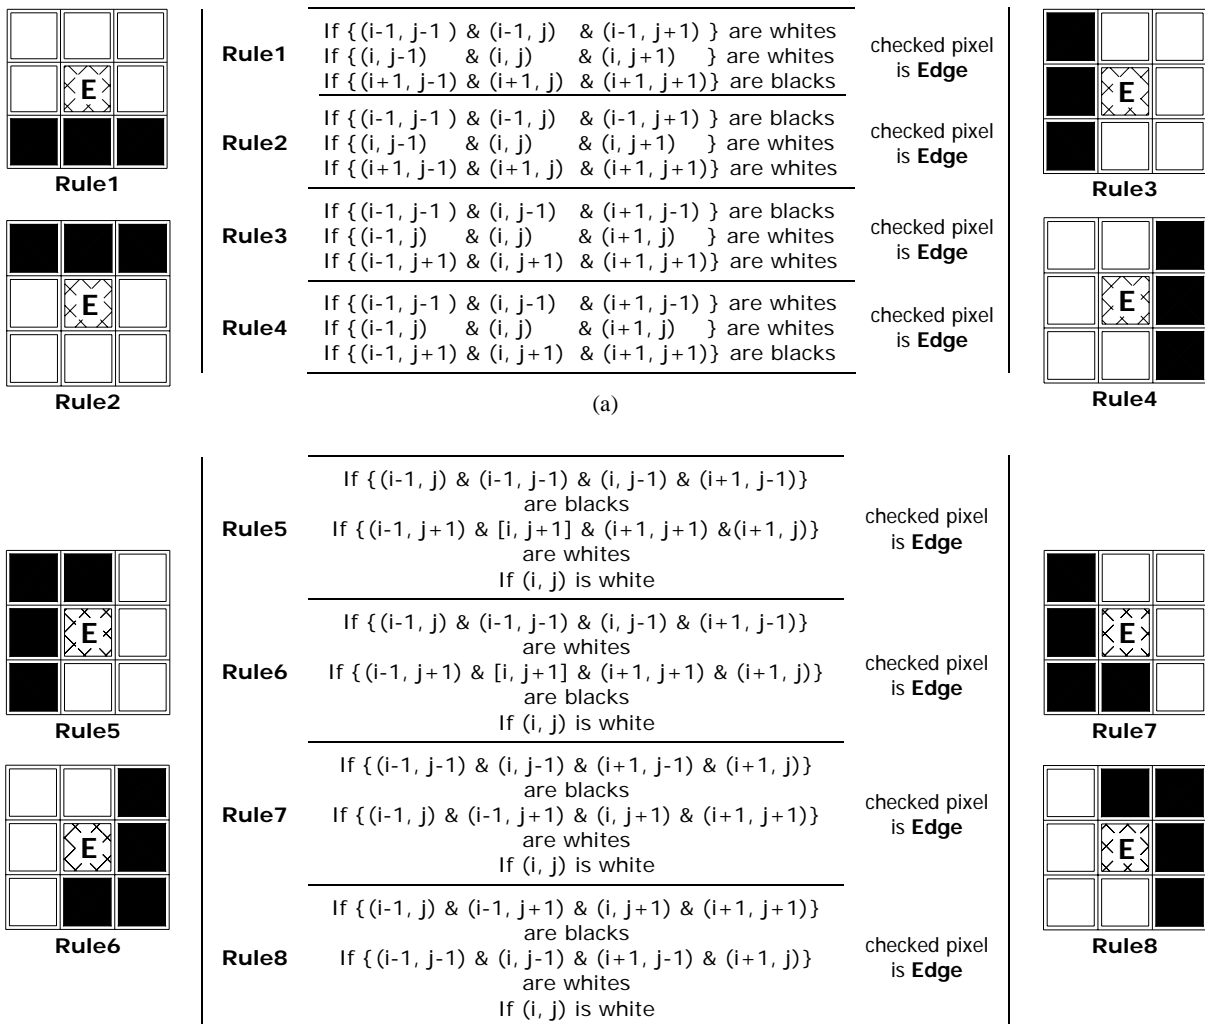 If {(i-1, j-1 ) & (i-1, j) & (i-1, j+1) } are whites
Rule1
If {(i, j-1) & (i, j) & (i, j+1) } are whites
If {(i+1, j-1) & (i+1, j) & (i+1, j+1)} are blacks
checked pixel
is Edge
E
Rule1
E
Rule3
If {(i-1, j-1 ) & (i-1, j) & (i-1, j+1) } are blacks
Rule2
If {(i, j-1) & (i, j) & (i, j+1) } are whites
If {(i+1, j-1) & (i+1, j) & (i+1, j+1)} are whites
checked pixel
is Edge
If {(i-1, j-1 ) & (i, j-1) & (i+1, j-1) } are blacks
Rule3
If {(i-1, j) & (i, j) & (i+1, j) } are whites
If {(i-1, j+1) & (i, j+1) & (i+1, j+1)} are whites
checked pixel
is Edge
E
Rule2
E
Rule4
If {(i-1, j-1 ) & (i, j-1) & (i+1, j-1) } are whites
Rule4
If {(i-1, j) & (i, j) & (i+1, j) } are whites
If {(i-1, j+1) & (i, j+1) & (i+1, j+1)} are blacks
checked pixel
is Edge
(a)
If {(i-1, j) & (i-1, j-1) & (i, j-1) & (i+1, j-1)}
are blacks
Rule5
If {(i-1, j+1) & [i, j+1] & (i+1, j+1) &(i+1, j)}
are whites
If (i, j) is white
checked pixel
is Edge
E
Rule5
E
Rule7
If {(i-1, j) & (i-1, j-1) & (i, j-1) & (i+1, j-1)}
are whites
Rule6
If {(i-1, j+1) & [i, j+1] & (i+1, j+1) & (i+1, j)}
are blacks
If (i, j) is white
checked pixel
is Edge
If {(i-1, j-1) & (i, j-1) & (i+1, j-1) & (i+1, j)}
are blacks
Rule7
If {(i-1, j) & (i-1, j+1) & (i, j+1) & (i+1, j+1)}
are whites
If (i, j) is white
checked pixel
is Edge
E
Rule6
E
Rule8
If {(i-1, j) & (i-1, j+1) & (i, j+1) & (i+1, j+1)}
are blacks
Rule8
If {(i-1, j-1) & (i, j-1) & (i+1, j-1) & (i+1, j)}
are whites
If (i, j) is white
checked pixel
is Edge